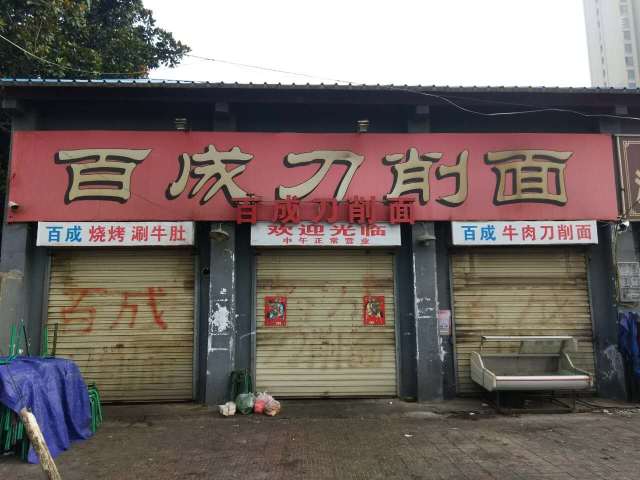 百成刀削面
百成刀削面
百成 烧烤 涮牛肚
欢迎光临
中午正常营业
百成 牛肉刀削面
百成